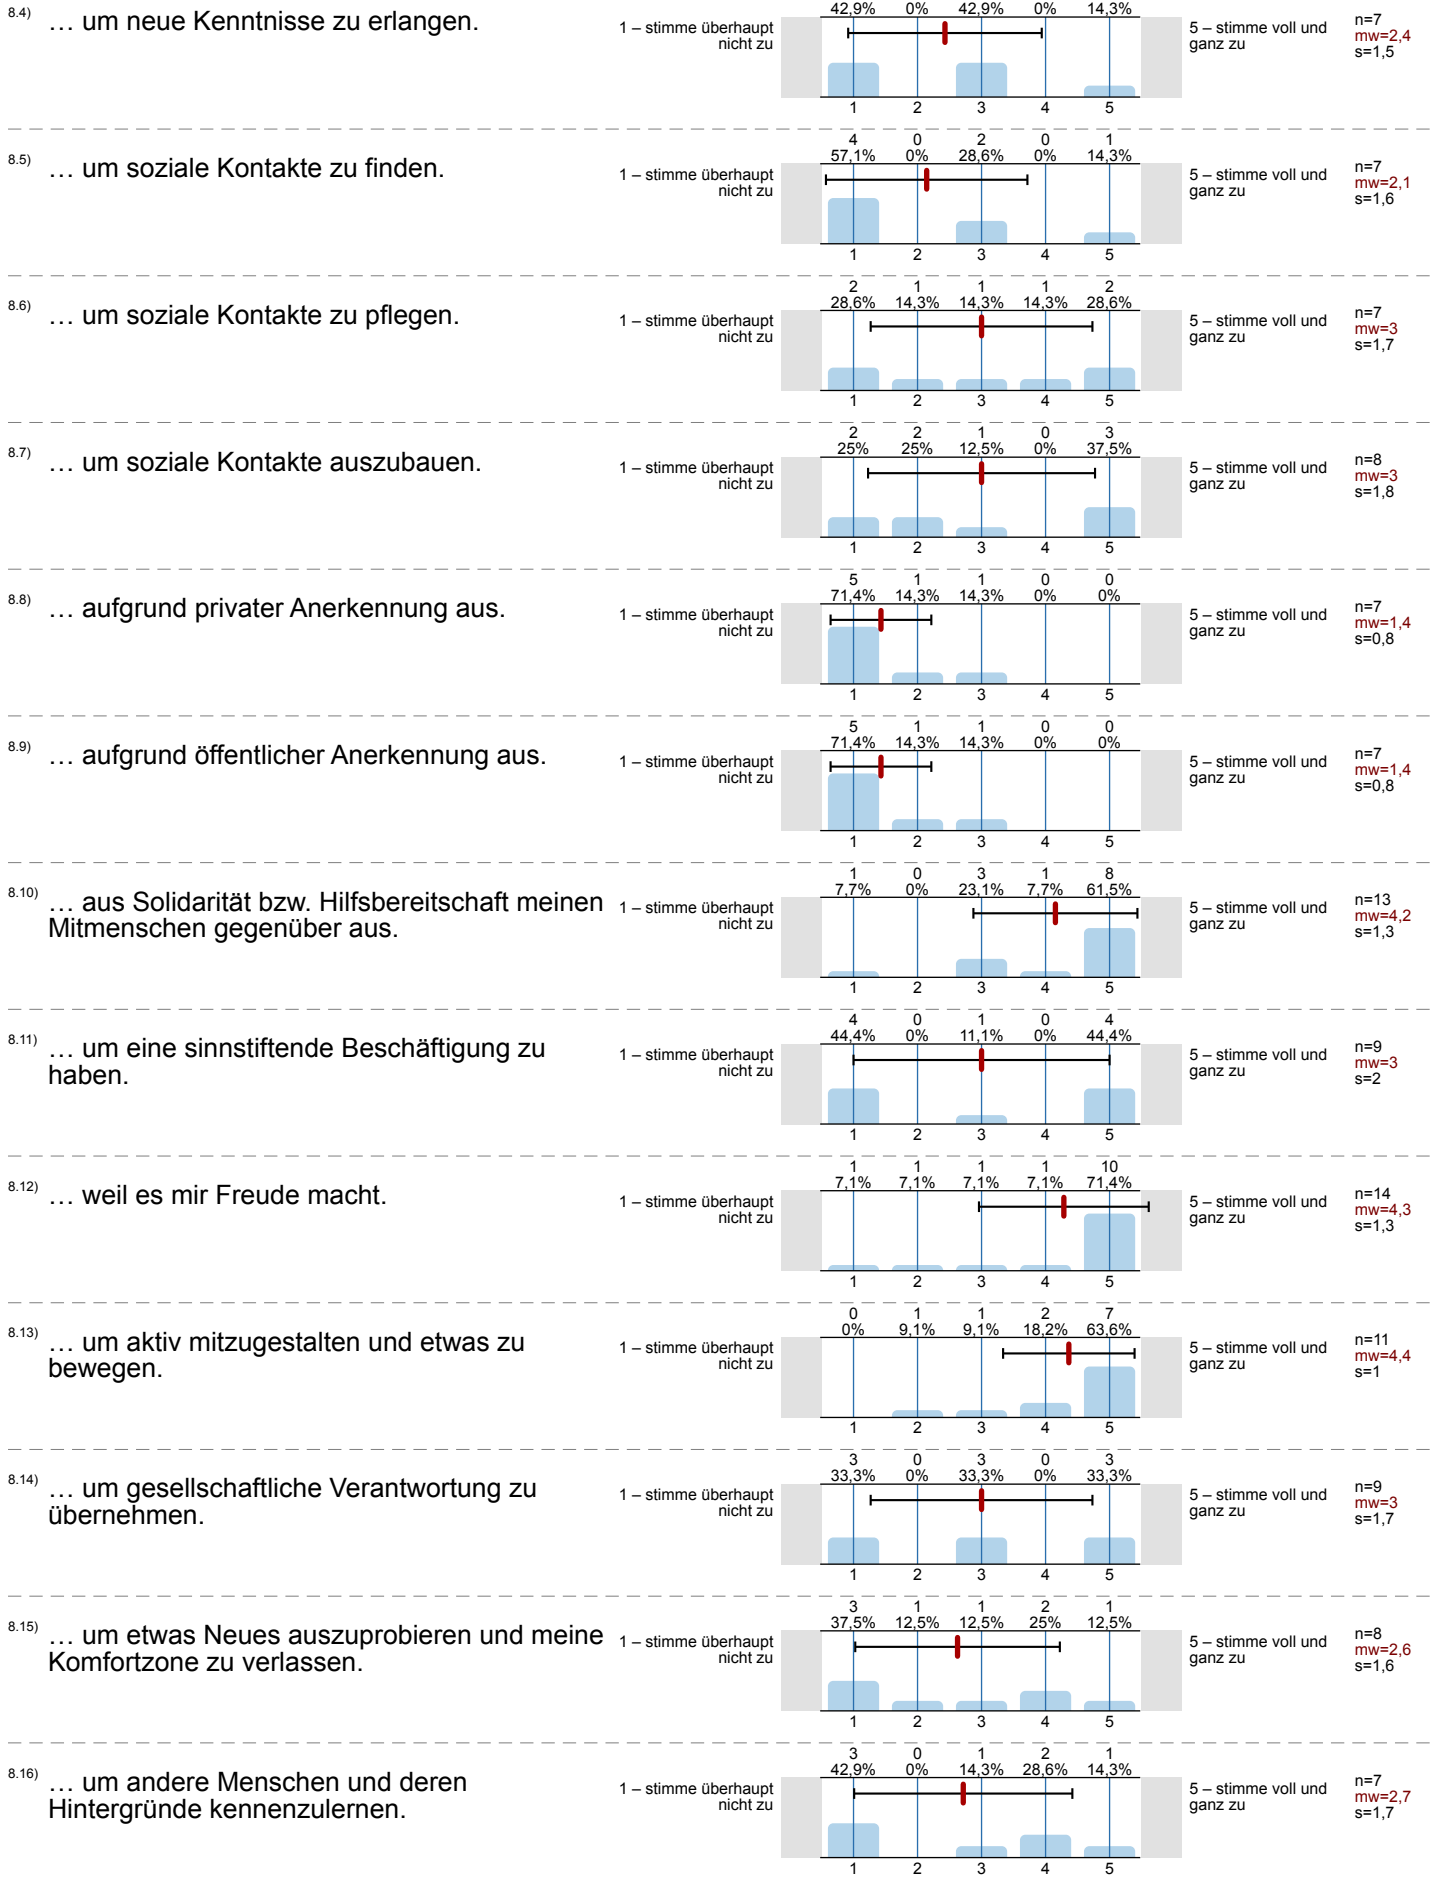 8.4) … um neue Kenntnisse zu erlangen.
42,9% 0% 42,9% 0% 14,3%
1 – stimme überhaupt
nicht zu
5 – stimme voll und
ganz zu
n=7
mw=2,4
s=1,5
1 2 3 4 5
8.5) … um soziale Kontakte zu finden.
4 0 2 0 1
57,1% 0% 28,6% 0% 14,3%
1 – stimme überhaupt
nicht zu
5 – stimme voll und
ganz zu
n=7
mw=2,1
s=1,6
1 2 3 4 5
8.6) … um soziale Kontakte zu pflegen.
2 1 1 1 2
28,6% 14,3% 14,3% 14,3% 28,6%
1 – stimme überhaupt
nicht zu
5 – stimme voll und
ganz zu
n=7
mw=3
s=1,7
1 2 3 4 5
8.7) … um soziale Kontakte auszubauen.
2 2 1 0 3
25% 25% 12,5% 0% 37,5%
1 – stimme überhaupt
nicht zu
5 – stimme voll und
ganz zu
n=8
mw=3
s=1,8
1 2 3 4 5
8.8) … aufgrund privater Anerkennung aus.
5 1 1 0 0
71,4% 14,3% 14,3% 0% 0%
1 – stimme überhaupt
nicht zu
5 – stimme voll und
ganz zu
n=7
mw=1,4
s=0,8
1 2 3 4 5
8.9) … aufgrund öffentlicher Anerkennung aus.
5 1 1 0 0
71,4% 14,3% 14,3% 0% 0%
1 – stimme überhaupt
nicht zu
5 – stimme voll und
ganz zu
n=7
mw=1,4
s=0,8
1 2 3 4 5
8.10) … aus Solidarität bzw. Hilfsbereitschaft meinen
Mitmenschen gegenüber aus.
1 0 3 1 8
7,7% 0% 23,1% 7,7% 61,5%
1 – stimme überhaupt
nicht zu
5 – stimme voll und
ganz zu
n=13
mw=4,2
s=1,3
1 2 3 4 5
8.11) … um eine sinnstiftende Beschäftigung zu
haben.
4 0 1 0 4
44,4% 0% 11,1% 0% 44,4%
1 – stimme überhaupt
nicht zu
5 – stimme voll und
ganz zu
n=9
mw=3
s=2
1 2 3 4 5
8.12) … weil es mir Freude macht.
1 1 1 1 10
7,1% 7,1% 7,1% 7,1% 71,4%
1 – stimme überhaupt
nicht zu
5 – stimme voll und
ganz zu
n=14
mw=4,3
s=1,3
1 2 3 4 5
8.13) … um aktiv mitzugestalten und etwas zu
bewegen.
0 1 1 2 7
0% 9,1% 9,1% 18,2% 63,6%
1 – stimme überhaupt
nicht zu
5 – stimme voll und
ganz zu
n=11
mw=4,4
s=1
1 2 3 4 5
8.14) … um gesellschaftliche Verantwortung zu
übernehmen.
3 0 3 0 3
33,3% 0% 33,3% 0% 33,3%
1 – stimme überhaupt
nicht zu
5 – stimme voll und
ganz zu
n=9
mw=3
s=1,7
1 2 3 4 5
8.15) … um etwas Neues auszuprobieren und meine
Komfortzone zu verlassen.
3 1 1 2 1
37,5% 12,5% 12,5% 25% 12,5%
1 – stimme überhaupt
nicht zu
5 – stimme voll und
ganz zu
n=8
mw=2,6
s=1,6
1 2 3 4 5
8.16) … um andere Menschen und deren
Hintergründe kennenzulernen.
3 0 1 2 1
42,9% 0% 14,3% 28,6% 14,3%
1 – stimme überhaupt
nicht zu
5 – stimme voll und
ganz zu
n=7
mw=2,7
s=1,7
1 2 3 4 5